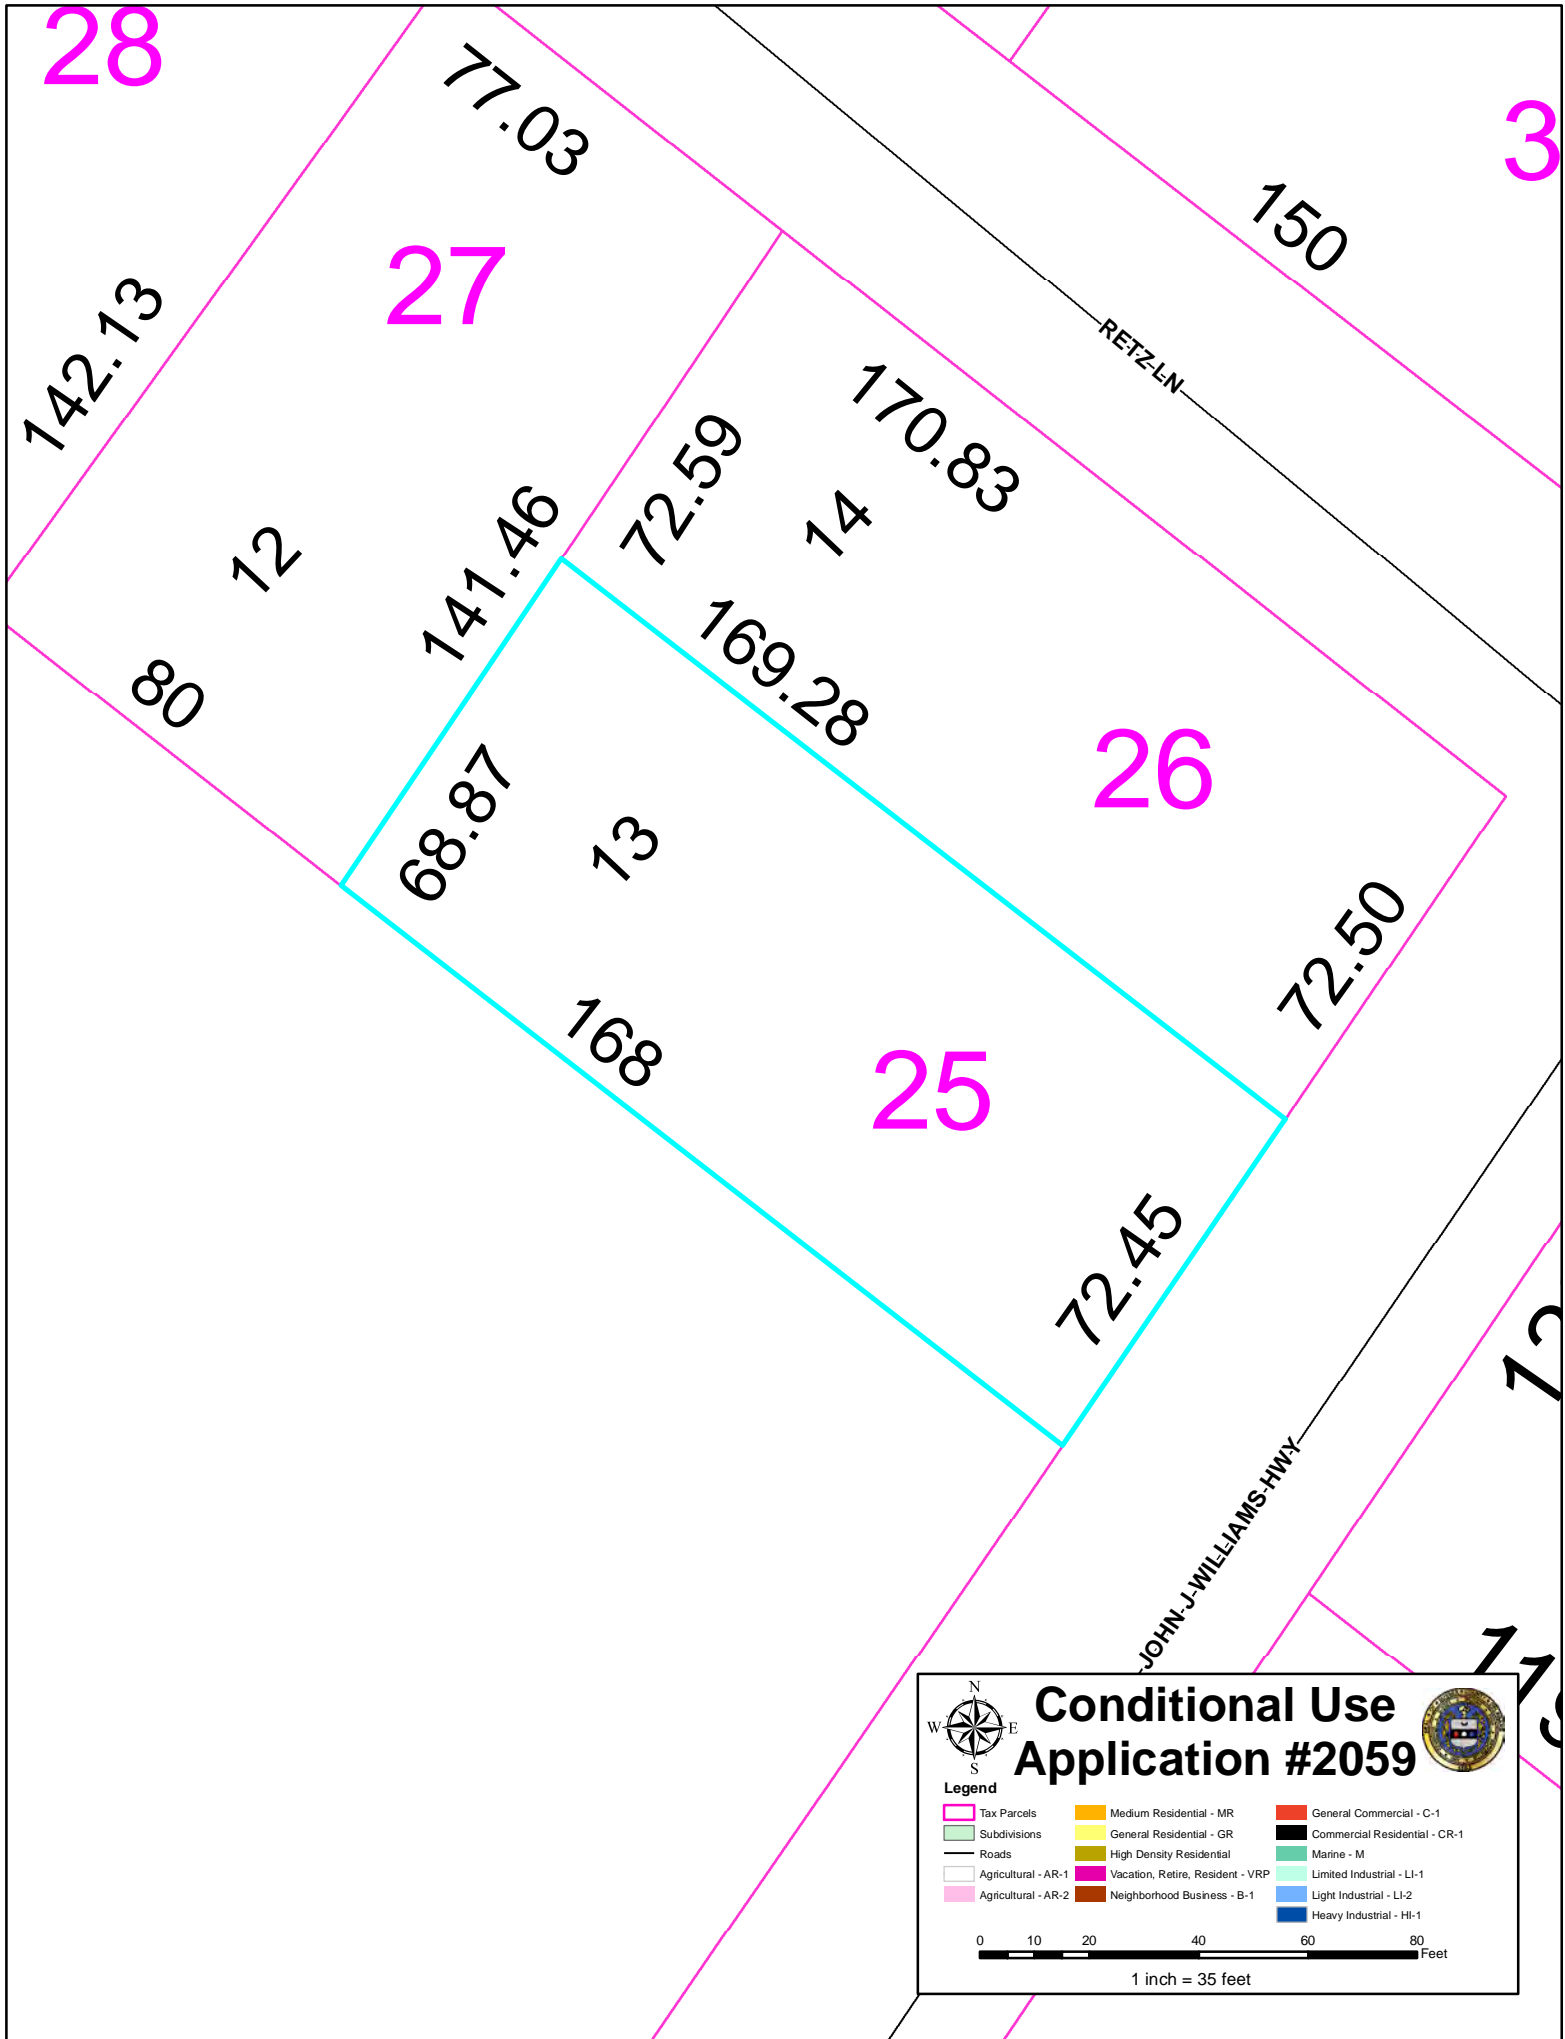 28
77.03
3
150
27
142.13
RETZ LN
170.83
72.59
14
141.46
12
169.28
80
26
68.87
13
72.50
168
25
72.45
12
JOHN J WILLIAMS HWY
119
N
W E
S
Conditional Use
Application #2059
Legend
Tax Parcels
Subdivisions
Roads
Agricultural - AR-1
Agricultural - AR-2
Medium Residential - MR
General Residential - GR
High Density Residential
Vacation, Retire, Resident - VRP
Neighborhood Business - B-1
General Commercial - C-1
Commercial Residential - CR-1
Marine - M
Limited Industrial - LI-1
Light Industrial - LI-2
Heavy Industrial - HI-1
0 10 20 40 60 80
Feet
1 inch = 35 feet